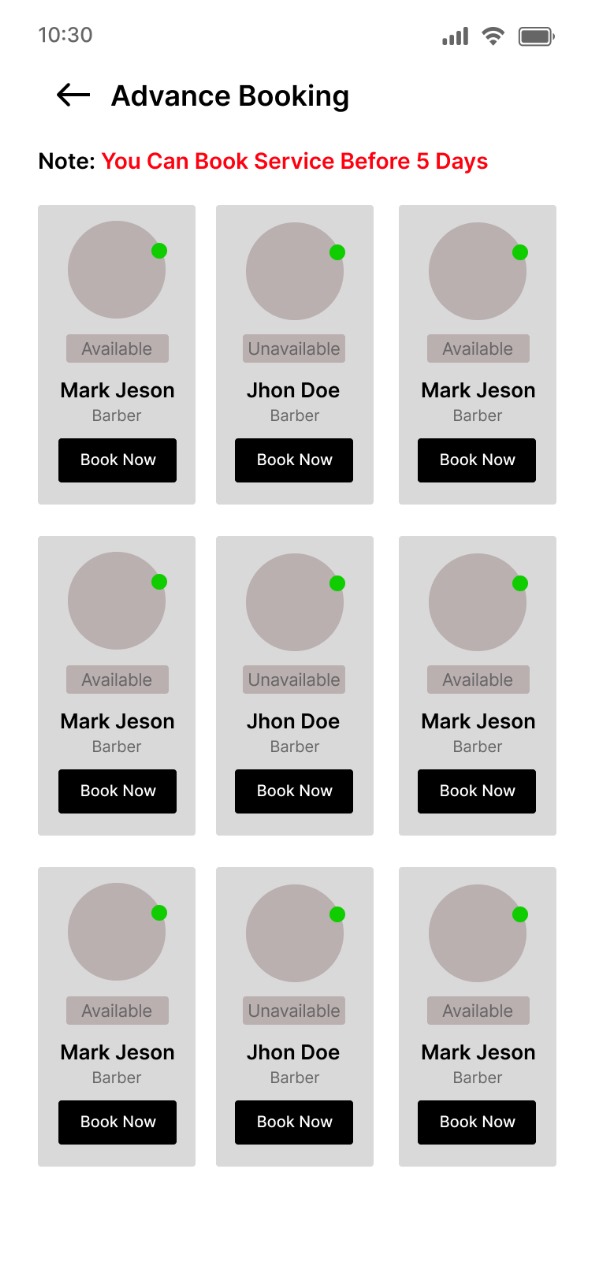 10:30
Advance Booking
Note: You Can Book Service Before 5 Days
Available
Unavailable
Available
Mark Jeson
Jhon Doe
Mark Jeson
Barber
Barber
Barber
Book Now
Book Now
Book Now
Available
Unavailable
Available
Mark Jeson
Jhon Doe
Mark Jeson
Barber
Barber
Barber
Book Now
Book Now
Book Now
Available
Unavailable
Available
Mark Jeson
Jhon Doe
Mark Jeson
Barber
Barber
Barber
Book Now
Book Now
Book Now